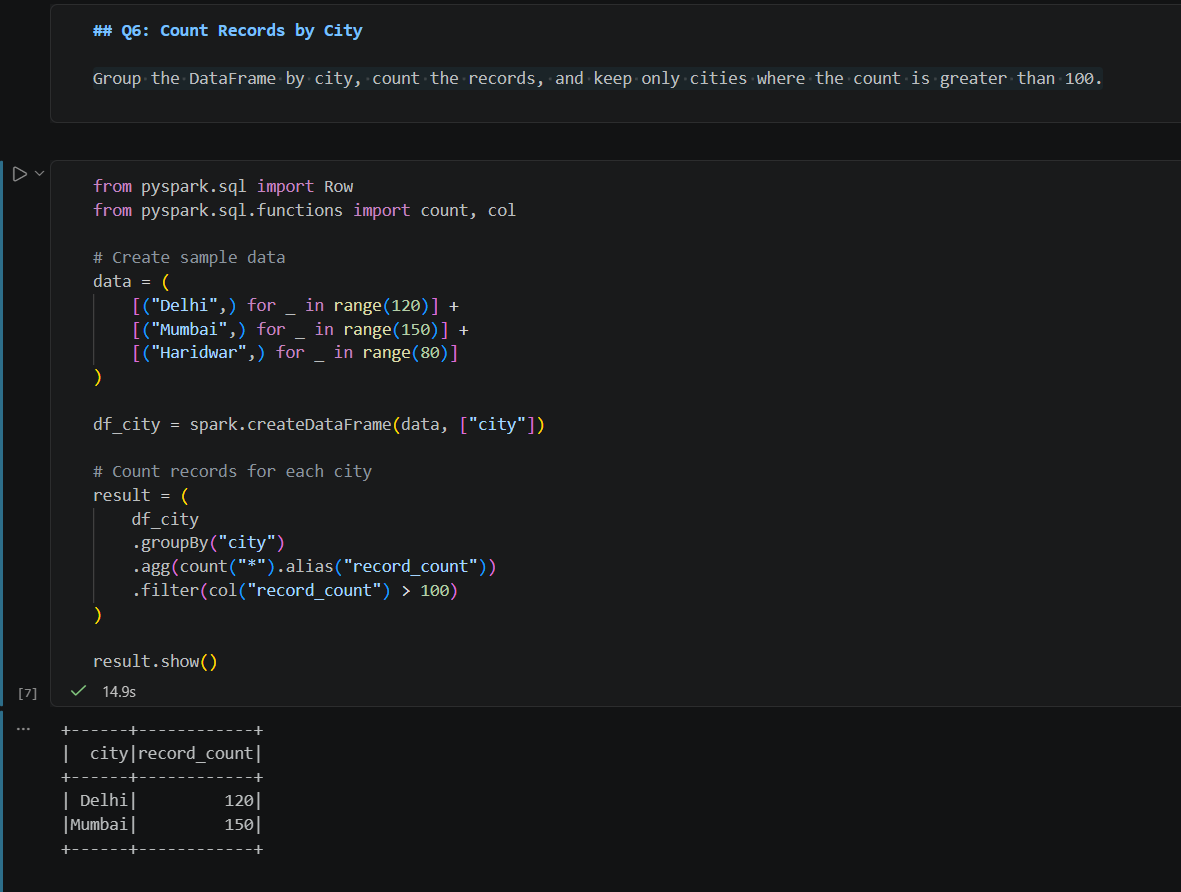 ## Q6: Count Records by City
Group the DataFrame by city, count the records, and keep only cities where the count is greater than 100.
from pyspark.sql import Row
from pyspark.sql.functions import count, col
# Create sample data
data = (
    [("Delhi",) for _ in range(120)] +
    [("Mumbai",) for _ in range(150)] +
    [("Haridwar",) for _ in range(80)]
)
df_city = spark.createDataFrame(data, ["city"])
# Count records for each city
result = (
    df_city
    .groupBy("city")
    .agg(count("*").alias("record_count"))
    .filter(col("record_count") > 100)
)
result.show()
[7] ✓ 14.9s
...
+------+------------+
|  city|record_count|
+------+------------+
| Delhi|         120|
|Mumbai|         150|
+------+------------+